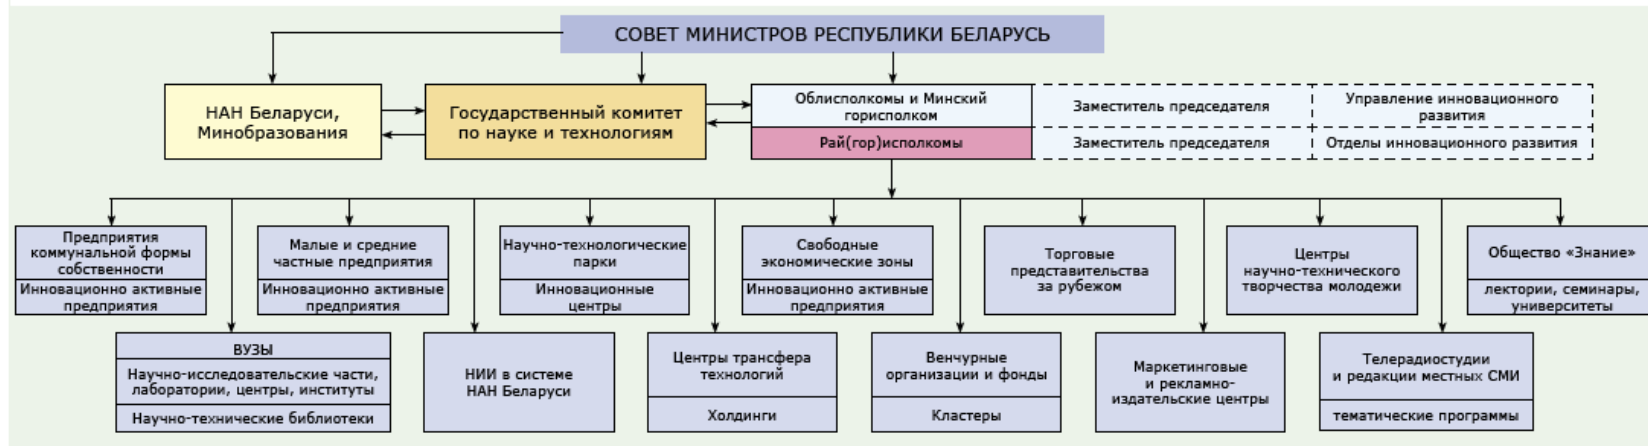 СОВЕТ МИНИСТРОВ РЕСПУБЛИКИ БЕЛАРУСЬ
НАН Беларуси,
Минобразования
Государственный комитет
по науке и технологиям
Облисполкомы и Минский
горисполком
Заместитель председателя
Управление инновационного
развития
Рай(гор)исполкомы
Заместитель председателя
Отделы инновационного развития
Предприятия
коммунальной формы
собственности
Инновационно активные
предприятия
Малые и средние
частные предприятия
Инновационно активные
предприятия
Научно-технологические
парки
Инновационные
центры
Свободные
экономические зоны
Инновационно активные
предприятия
Торговые
представительства
за рубежом
Центры
научно-технического
творчества молодежи
Общество «Знание»
лектории, семинары,
университеты
ВУЗЫ
Научно-исследовательские части,
лаборатории, центры, институты
Научно-технические библиотеки
НИИ в системе
НАН Беларуси
Центры трансфера
технологий
Холдинги
Венчурные
организации и фонды
Кластеры
Маркетинговые
и рекламно-
издательские центры
Телерадиостудии
и редакции местных СМИ
тематические программы